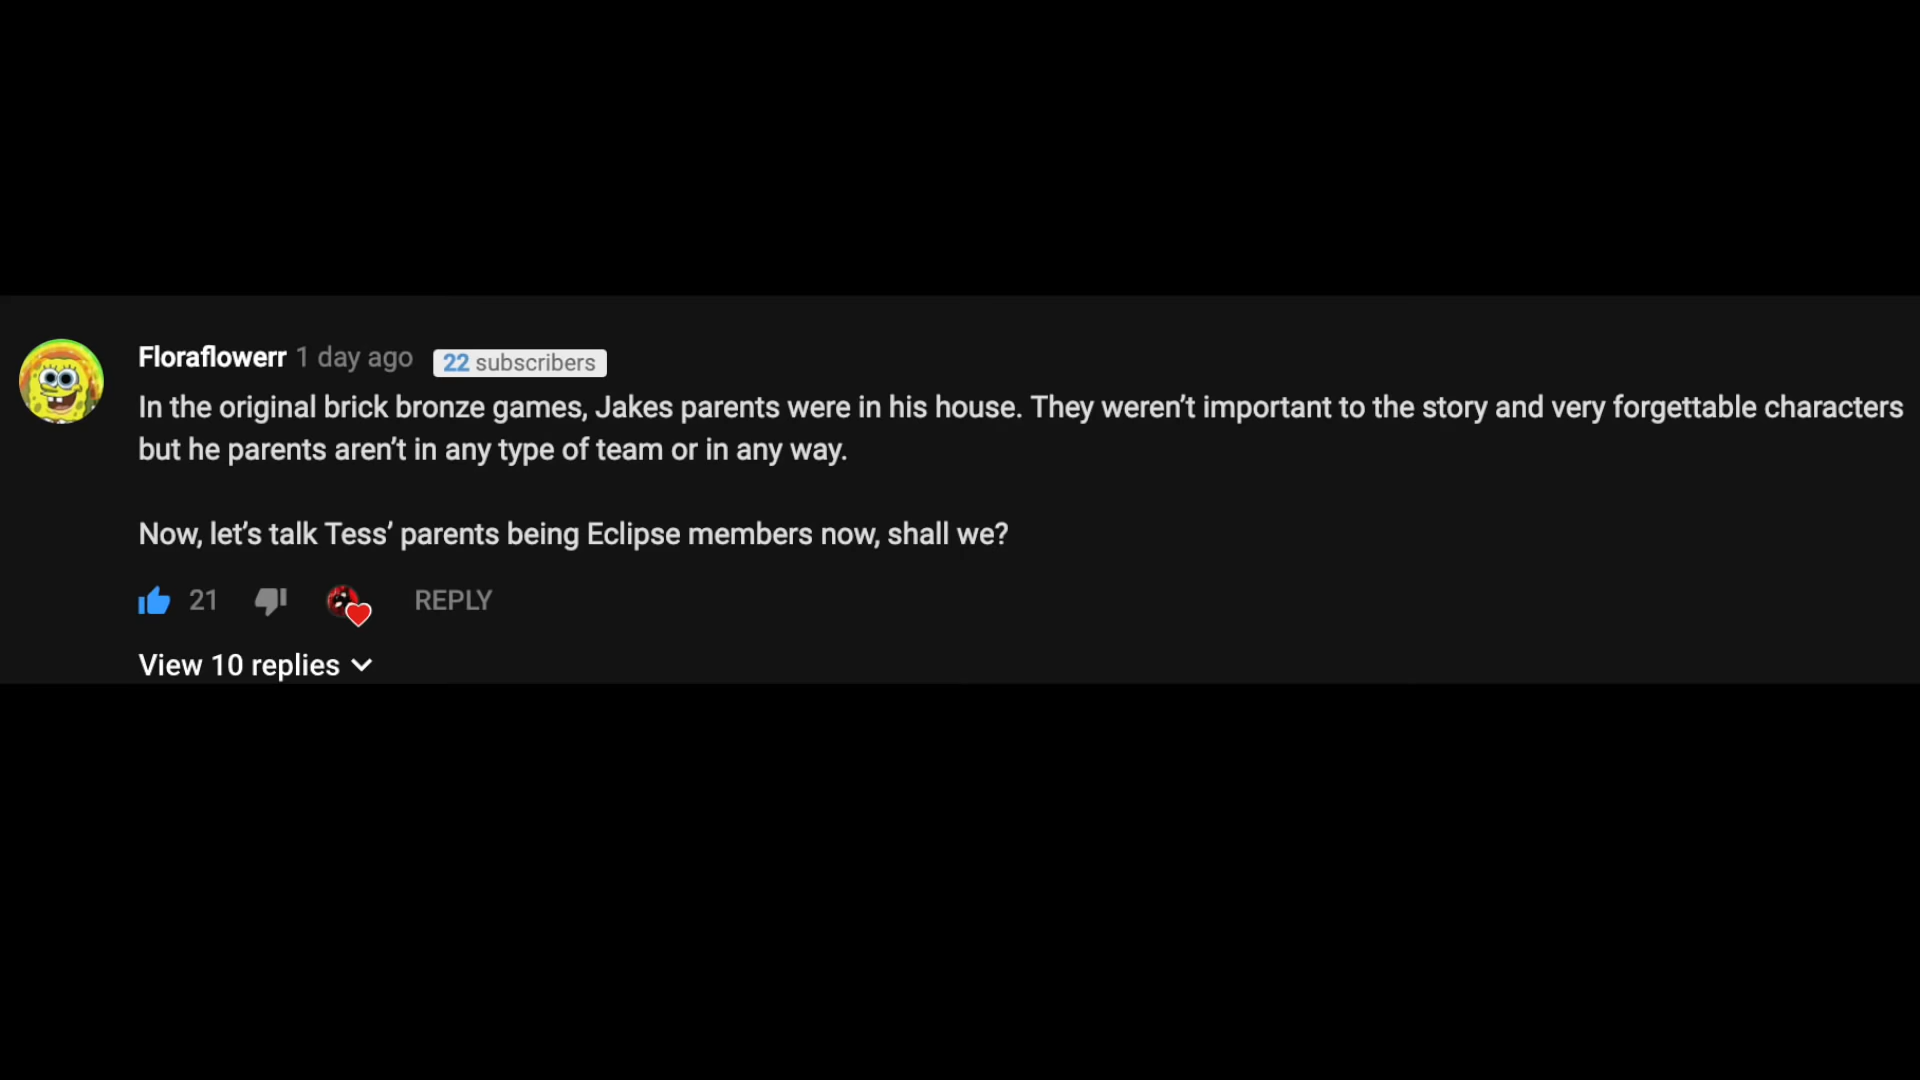 Floraflowerr 1 day ago 22 subscribers
In the original brick bronze games, Jakes parents were in his house. They weren’t important to the story and very forgettable characters
but he parents aren’t in any type of team or in any way.
Now, let’s talk Tess’ parents being Eclipse members now, shall we?
21 REPLY
View 10 replies